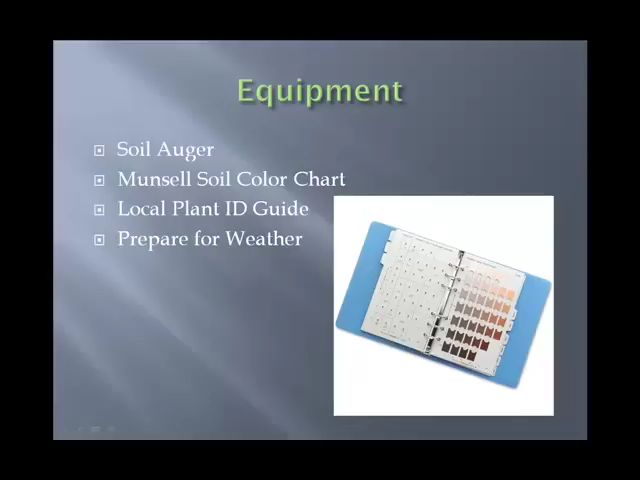 Equipment
Soil Auger
Munsell Soil Color Chart
Local Plant ID Guide
Prepare for Weather